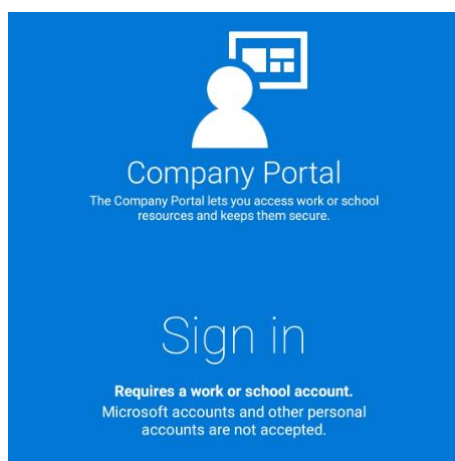 Company Portal
The Company Portal lets you access work or school
resources and keeps them secure.
Sign in
Requires a work or school account.
Microsoft accounts and other personal
accounts are not accepted.